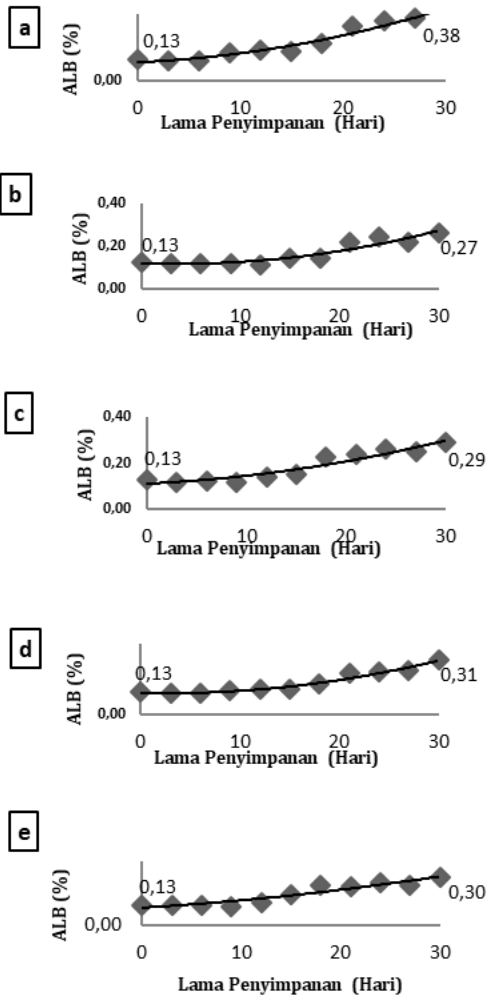 a
ALB (%)
0,13
0,38
0,00
0 10 20 30
Lama Penyimpanan (Hari)
b
ALB (%)
0,40
0,20
0,00
0,13
0,27
0 10 20 30
Lama Penyimpanan (Hari)
c
ALB (%)
0,40
0,20
0,00
0,13
0,29
0 10 20 30
Lama Penyimpanan (Hari)
d
ALB (%)
0,13
0,31
0,00
0 10 20 30
Lama Penyimpanan (Hari)
e
ALB (%)
0,13
0,30
0,00
0 10 20 30
Lama Penyimpanan (Hari)